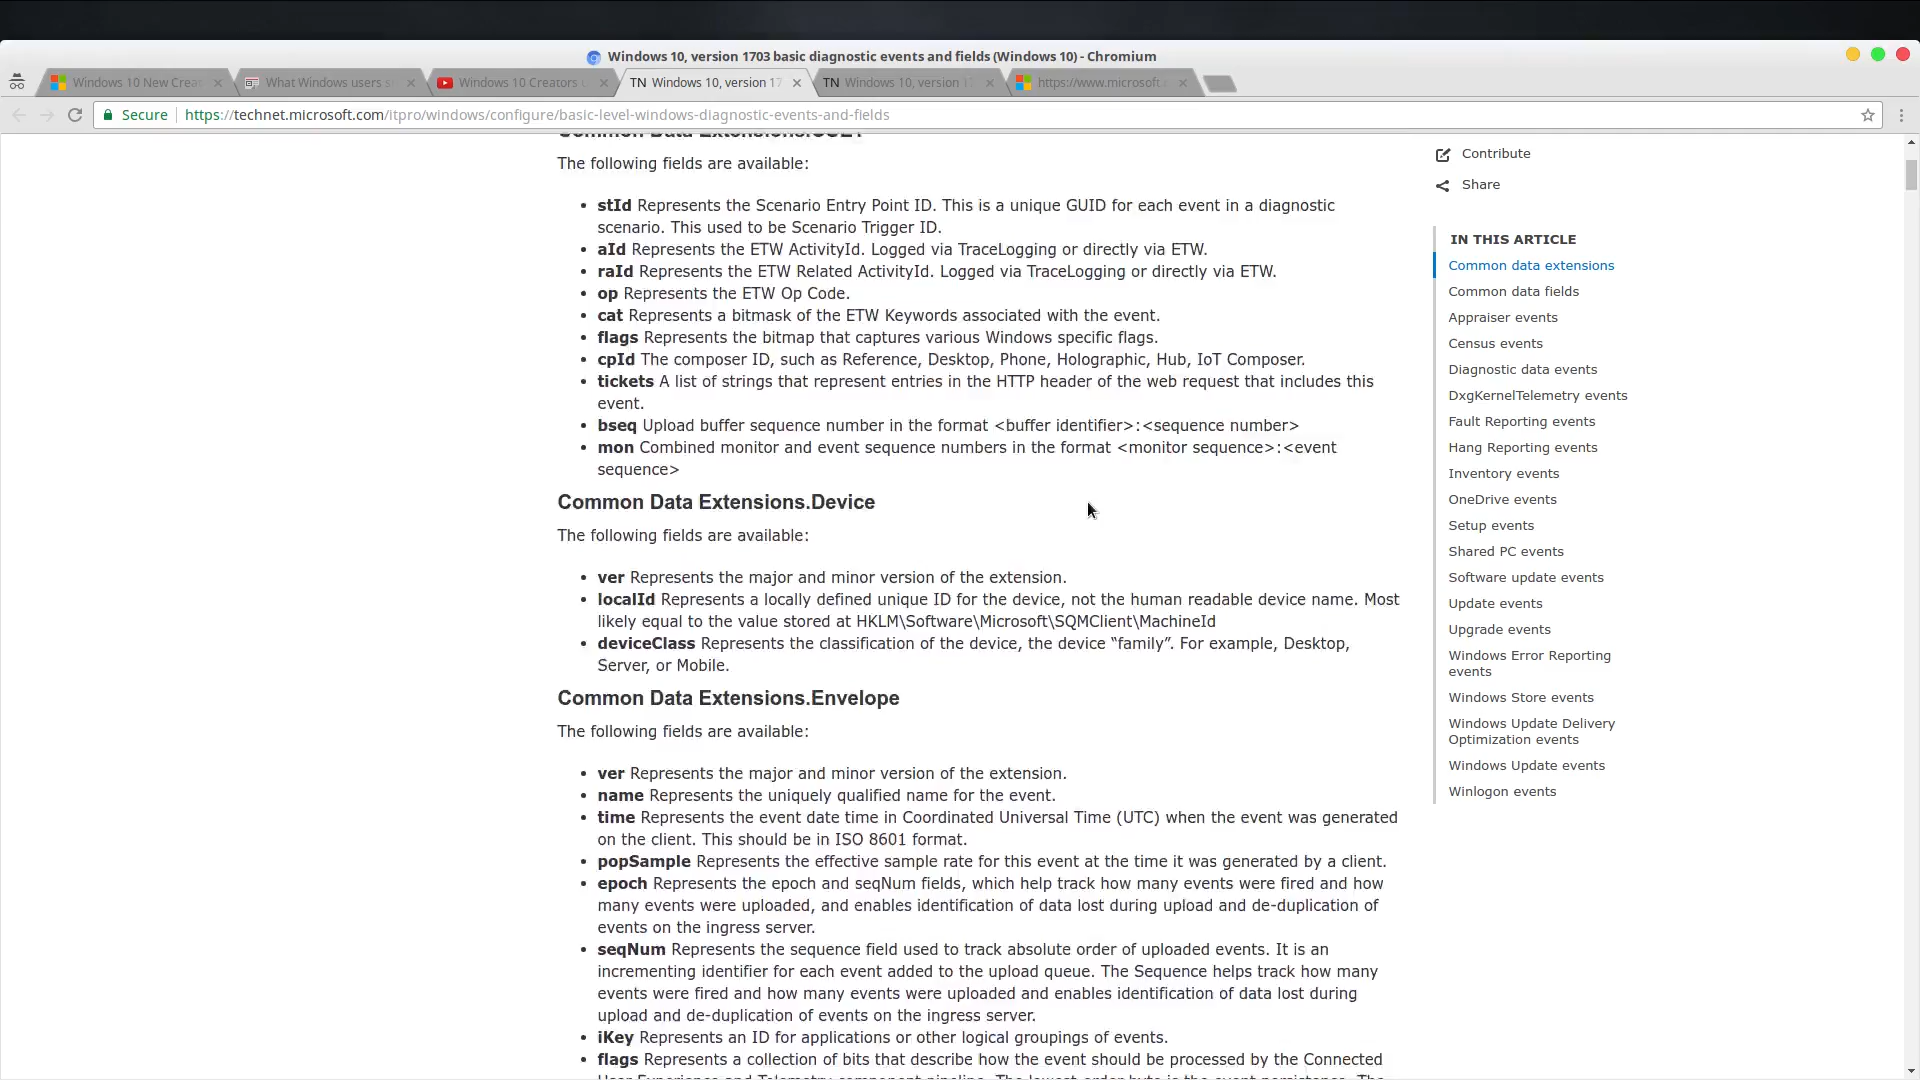 Windows 10, version 1703 basic diagnostic events and fields (Windows 10) - Chromium
Windows 10 New Creat
What Windows users s
Windows 10 Creators u
TN Windows 10, version 17
TN Windows 10, version 1
https://www.microsoft.
Secure https://technet.microsoft.com/itpro/windows/configure/basic-level-windows-diagnostic-events-and-fields
The following fields are available:
• stId Represents the Scenario Entry Point ID. This is a unique GUID for each event in a diagnostic
scenario. This used to be Scenario Trigger ID.
• aId Represents the ETW ActivityId. Logged via TraceLogging or directly via ETW.
• raId Represents the ETW Related ActivityId. Logged via TraceLogging or directly via ETW.
• op Represents the ETW Op Code.
• cat Represents a bitmask of the ETW Keywords associated with the event.
• flags Represents the bitmap that captures various Windows specific flags.
• cpId The composer ID, such as Reference, Desktop, Phone, Holographic, Hub, IoT Composer.
• tickets A list of strings that represent entries in the HTTP header of the web request that includes this
event.
• bseq Upload buffer sequence number in the format <buffer identifier>:<sequence number>
• mon Combined monitor and event sequence numbers in the format <monitor sequence>:<event
sequence>
Common Data Extensions.Device
The following fields are available:
• ver Represents the major and minor version of the extension.
• localId Represents a locally defined unique ID for the device, not the human readable device name. Most
likely equal to the value stored at HKLM\Software\Microsoft\SQMClient\MachineId
• deviceClass Represents the classification of the device, the device “family”. For example, Desktop,
Server, or Mobile.
Common Data Extensions.Envelope
The following fields are available:
• ver Represents the major and minor version of the extension.
• name Represents the uniquely qualified name for the event.
• time Represents the event date time in Coordinated Universal Time (UTC) when the event was generated
on the client. This should be in ISO 8601 format.
• popSample Represents the effective sample rate for this event at the time it was generated by a client.
• epoch Represents the epoch and seqNum fields, which help track how many events were fired and how
many events were uploaded, and enables identification of data lost during upload and de-duplication of
events on the ingress server.
• seqNum Represents the sequence field used to track absolute order of uploaded events. It is an
incrementing identifier for each event added to the upload queue. The Sequence helps track how many
events were fired and how many events were uploaded and enables identification of data lost during
upload and de-duplication of events on the ingress server.
• iKey Represents an ID for applications or other logical groupings of events.
• flags Represents a collection of bits that describe how the event should be processed by the Connected
Contribute
Share
IN THIS ARTICLE
Common data extensions
Common data fields
Appraiser events
Census events
Diagnostic data events
DxgKernelTelemetry events
Fault Reporting events
Hang Reporting events
Inventory events
OneDrive events
Setup events
Shared PC events
Software update events
Update events
Upgrade events
Windows Error Reporting
events
Windows Store events
Windows Update Delivery
Optimization events
Windows Update events
Winlogon events